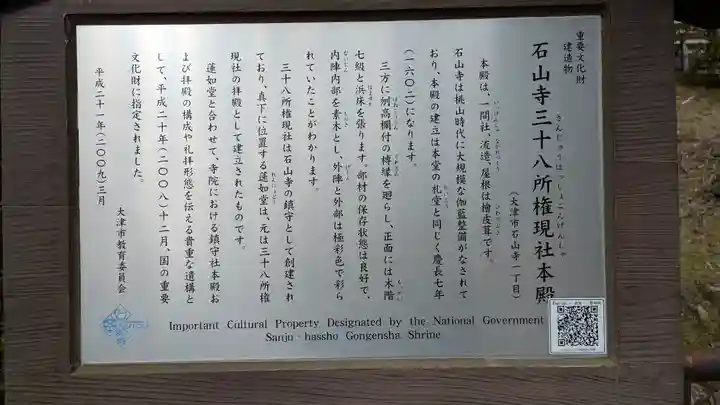 重要文化財
建造物
石山寺三十八所権現社本殿
さんじゅうはっしょごんげんしゃ
(大津市石山寺一丁目)
本殿は、一間社、流造、屋根は檜皮葺です。
石山寺は桃山時代に大規模な伽藍整備がなされて
おり、本殿の建立は本堂の礼堂と同じく慶長七年
(一六〇二)になります。
三方に刎高欄付の榑縁を廻らし、正面には木階
七級と浜床を張ります。部材の保存状態は良好で、
内陣内部を素木とし、外陣と外部は極彩色で彩ら
れていたことがわかります。
三十八所権現社は石山寺の鎮守として創建され
ており、真下に位置する蓮如堂は、元は三十八所権
現社の拝殿として建立されたものです。
蓮如堂と合わせて、寺院における鎮守社本殿お
よび拝殿の構成や礼拝形態を伝える貴重な遺構と
して、平成二十年(二〇〇八)十二月、国の重要
文化財に指定されました。
平成二十一年(二〇〇九)三月
大津市教育委員会
Important Cultural Property Designated by the National Government
Sanju‐hassho Gongensha Shrine